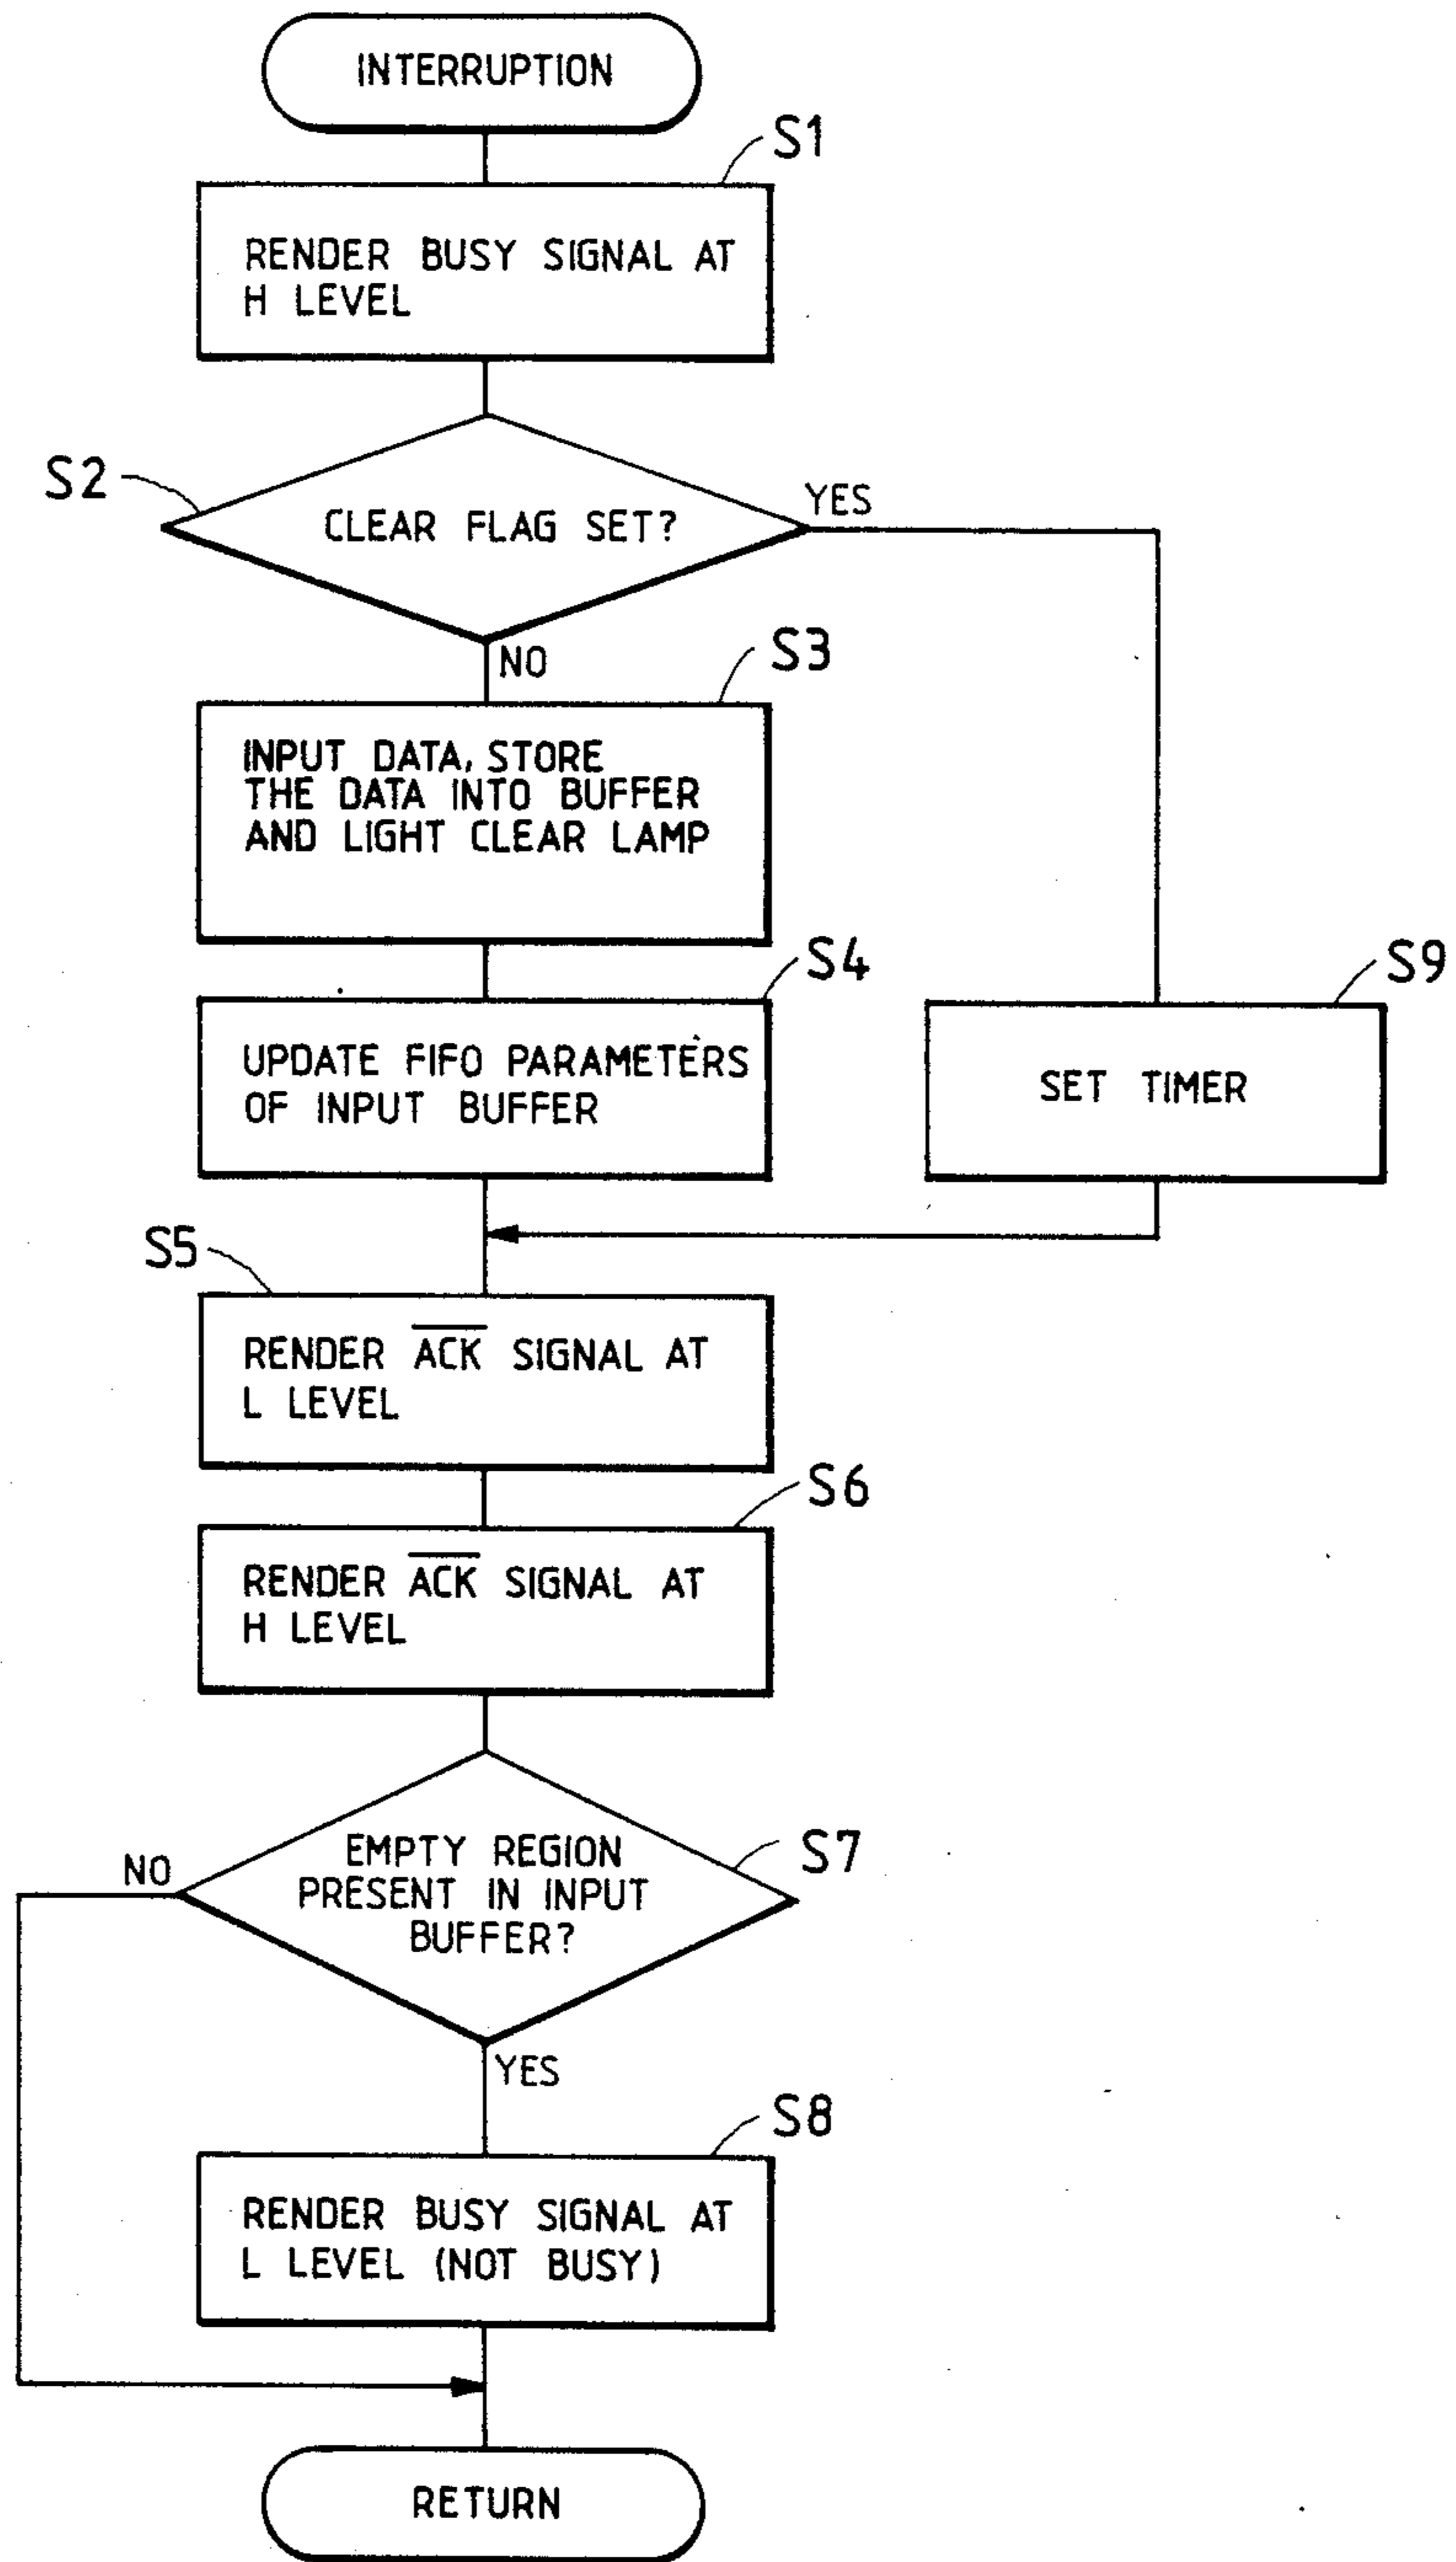 INTERRUPTION
S1
RENDER BUSY SIGNAL AT
H LEVEL
S2
CLEAR FLAG SET?
YES
NO
S3
INPUT DATA, STORE
THE DATA INTO BUFFER
AND LIGHT CLEAR LAMP
S4
UPDATE FIFO PARAMETERS
OF INPUT BUFFER
S9
SET TIMER
S5
RENDER A̅C̅K̅ SIGNAL AT
L LEVEL
S6
RENDER A̅C̅K̅ SIGNAL AT
H LEVEL
S7
EMPTY REGION
PRESENT IN INPUT
BUFFER?
NO
YES
S8
RENDER BUSY SIGNAL AT
L LEVEL (NOT BUSY)
RETURN